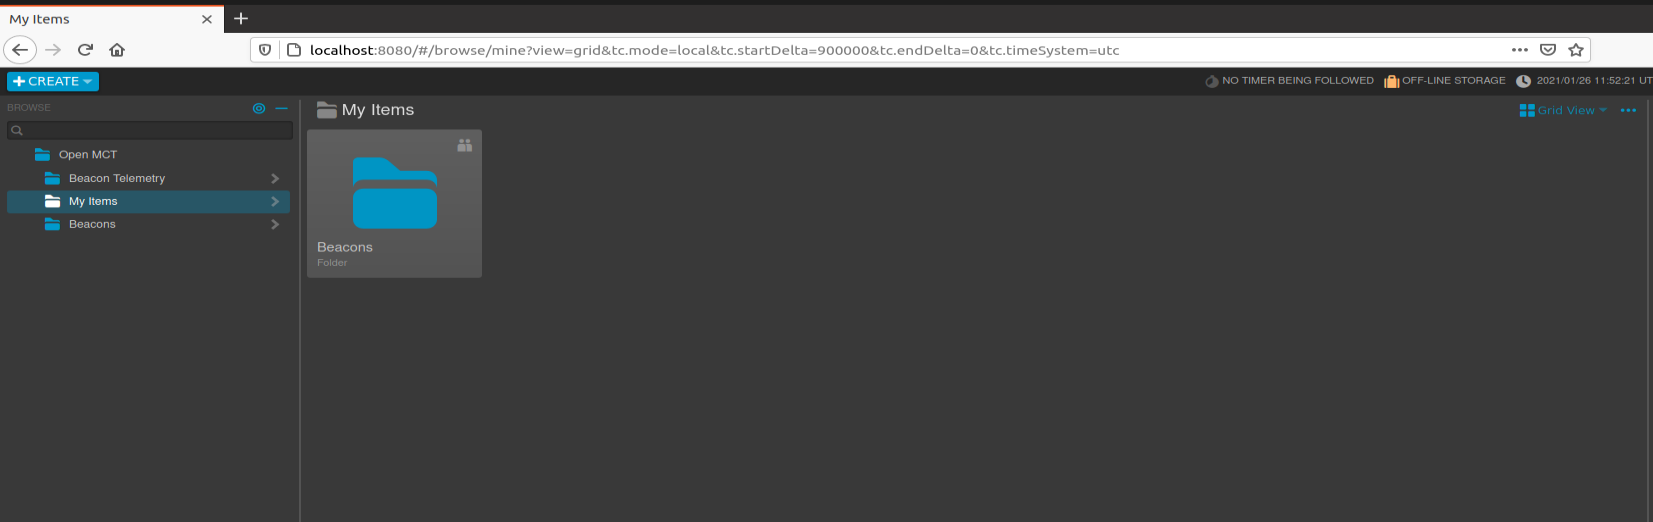 My Items
localhost:8080/#/browse/mine?view=grid&tc.mode=local&tc.startDelta=900000&tc.endDelta=0&tc.timeSystem=utc
CREATE
NO TIMER BEING FOLLOWED
OFF-LINE STORAGE
2021/01/26 11:52:21 UT
BROWSE
Open MCT
Beacon Telemetry
My Items
Beacons
My Items
Grid View
Beacons
Folder